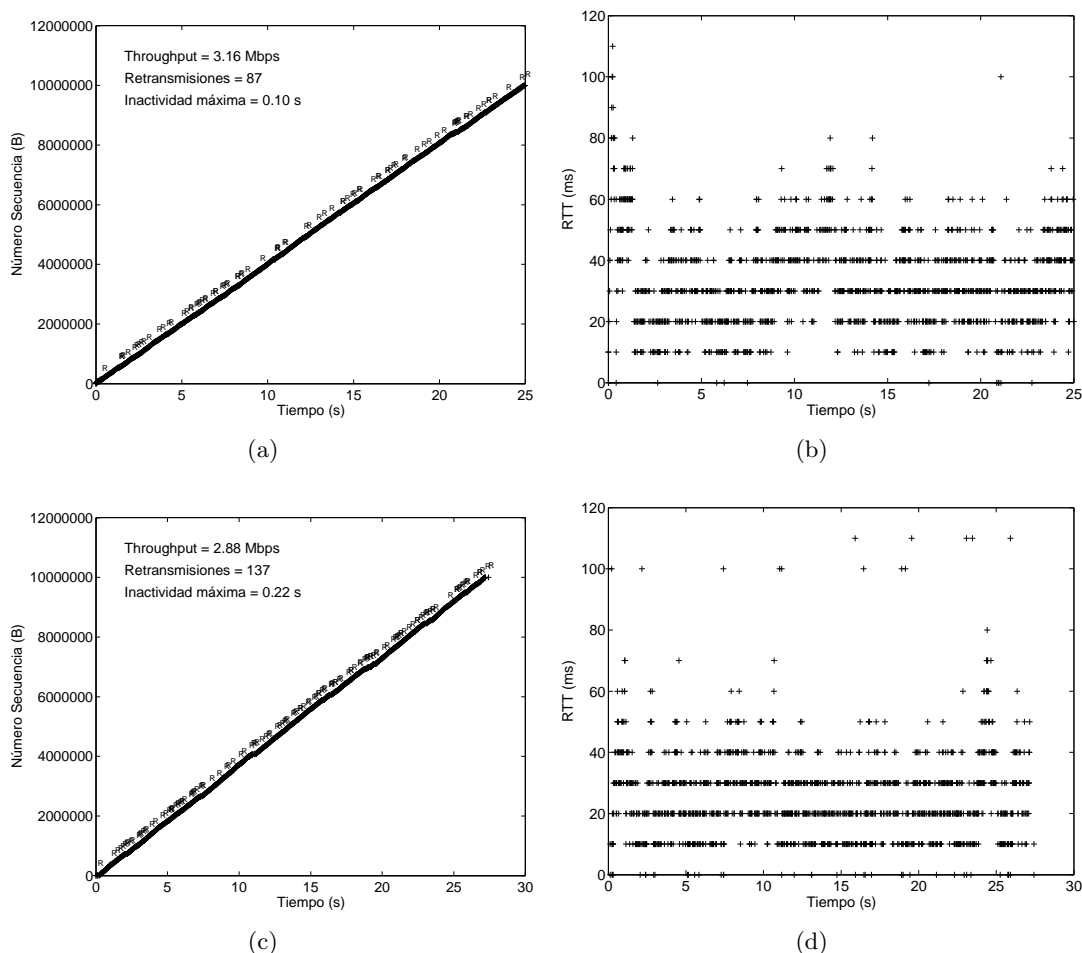 12000000
10000000
8000000
6000000
4000000
2000000
0
Número Secuencia (B)
Throughput = 3.16 Mbps
Retransmisiones = 87
Inactividad máxima = 0.10 s
0 5 10 15 20 25
Tiempo (s)
(a)
120
100
80
60
40
20
0
RTT (ms)
0 5 10 15 20 25
Tiempo (s)
(b)
12000000
10000000
8000000
6000000
4000000
2000000
0
Número Secuencia (B)
Throughput = 2.88 Mbps
Retransmisiones = 137
Inactividad máxima = 0.22 s
0 5 10 15 20 25 30
Tiempo (s)
(c)
120
100
80
60
40
20
0
RTT (ms)
0 5 10 15 20 25 30
Tiempo (s)
(d)